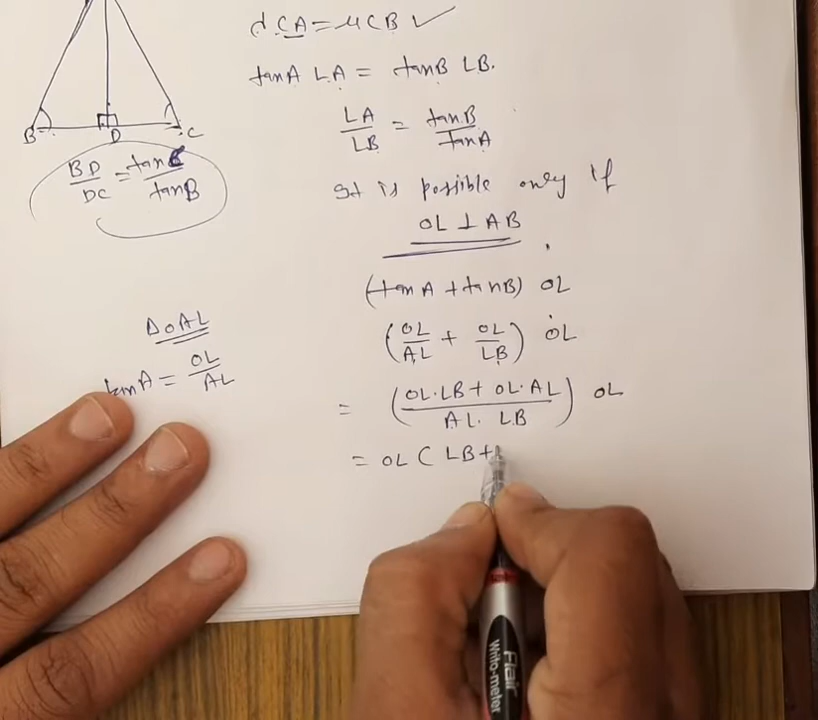 λCA = μCB ✓
tanA LA = tanB LB.
LA/LB = tanB/tanA
It is possible only if
OL ⊥ AB
(tanA + tanB) OL
(OL/AL + OL/LB) OL
= (OL·LB + OL·AL / AL· LB) OL
= OL ( LB+
B
D
C
BD/DC = tanC/tanB
ΔOAL
tanA = OL/AL
Flair
Writo-meter